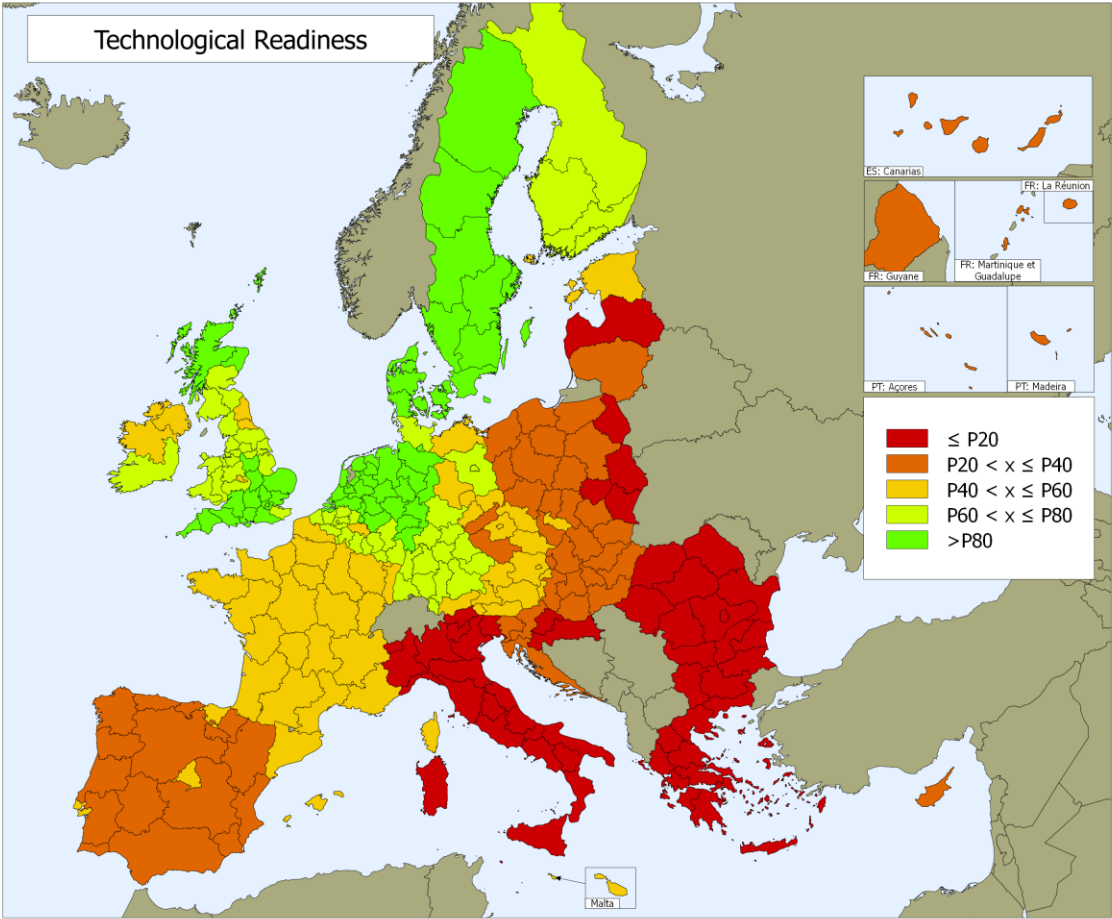 Technological Readiness
ES: Canarias
FR: La Réunion
FR: Guyane
FR: Martinique et
Guadalupe
PT: Açores
PT: Madeira
≤ P20
P20 < x ≤ P40
P40 < x ≤ P60
P60 < x ≤ P80
>P80
Malta